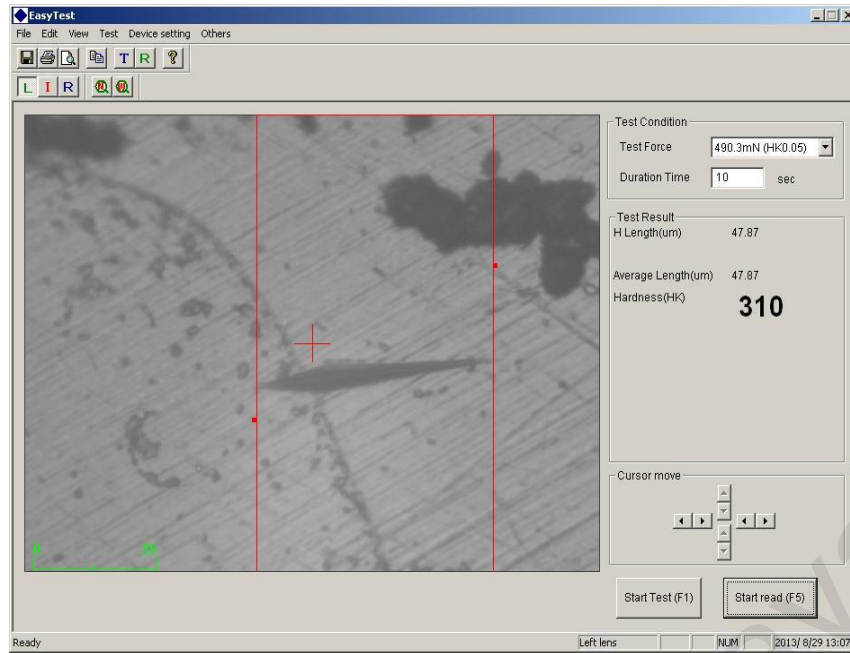 EasyTest
File Edit View Test Device setting Others
T R ?
L I R N W
Test Condition
Test Force 490.3mN (HK0.05)
Duration Time 10 sec
Test Result
H Length(um) 47.87
Average Length(um) 47.87
Hardness(HK) 310
Cursor move
Start Test (F1) Start read (F5)
Ready Left lens NUM 2013/ 8/29 13:07